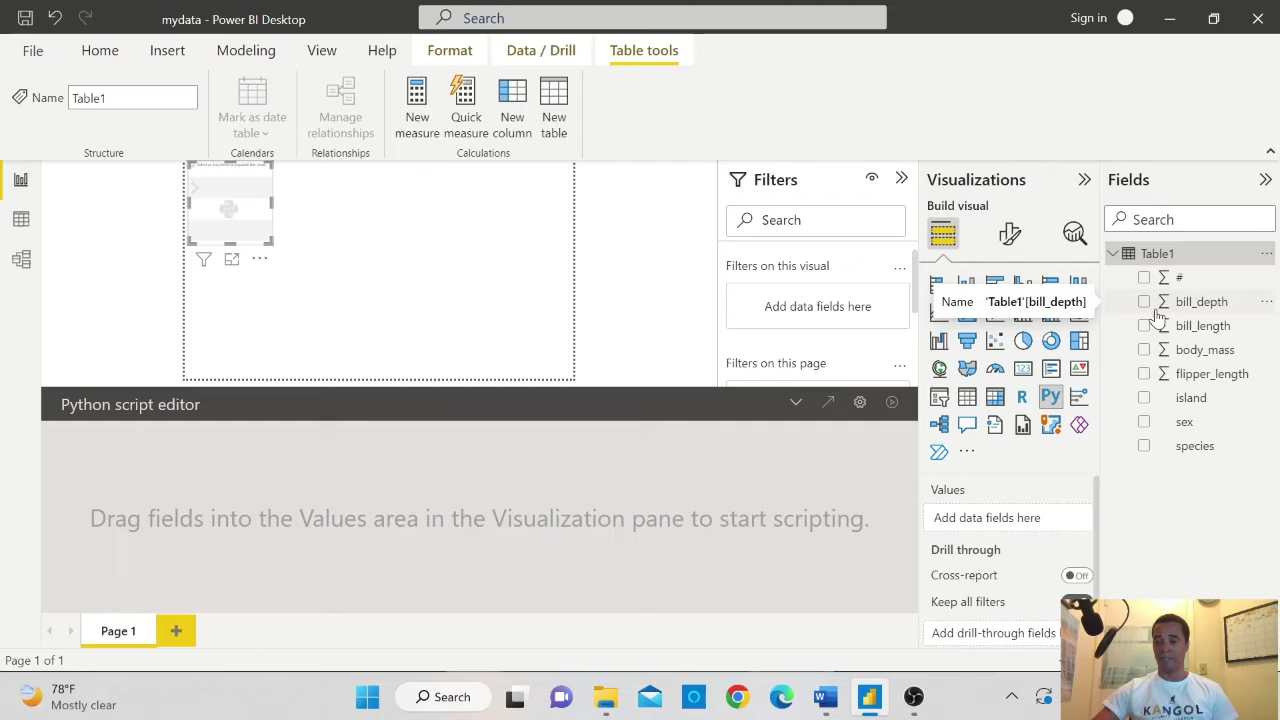 mydata - Power BI Desktop
Search
Sign in
File
Home
Insert
Modeling
View
Help
Format
Data / Drill
Table tools
Name
Table1
Mark as date
table
Manage
relationships
New
measure
Quick
measure
New
column
New
table
Structure
Calendars
Relationships
Calculations
Filters
Search
Filters on this visual
...
Add data fields here
Filters on this page
...
Visualizations
Build visual
Name 'Table1'[bill_depth]
R
Py
...
Values
Add data fields here
Drill through
Cross-report
Off
Keep all filters
Add drill-through fields
Fields
Search
Table1
...
Σ #
Σ bill_depth
...
Σ bill_length
Σ body_mass
Σ flipper_length
island
sex
species
Python script editor
Drag fields into the Values area in the Visualization pane to start scripting.
Page 1
Page 1 of 1
78°F
Mostly clear
Search
KANGOL